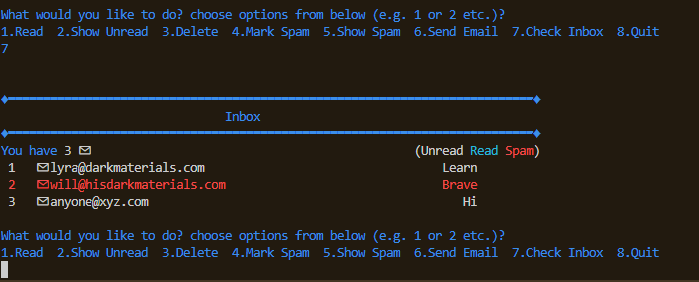 What would you like to do? choose options from below (e.g. 1 or 2 etc.)?
1.Read 2.Show Unread 3.Delete 4.Mark Spam 5.Show Spam 6.Send Email 7.Check Inbox 8.Quit
7
Inbox
You have 3 ✉ (Unread Read Spam)
1 ✉lyra@darkmaterials.com Learn
2 ✉will@hisdarkmaterials.com Brave
3 ✉anyone@xyz.com Hi
What would you like to do? choose options from below (e.g. 1 or 2 etc.)?
1.Read 2.Show Unread 3.Delete 4.Mark Spam 5.Show Spam 6.Send Email 7.Check Inbox 8.Quit